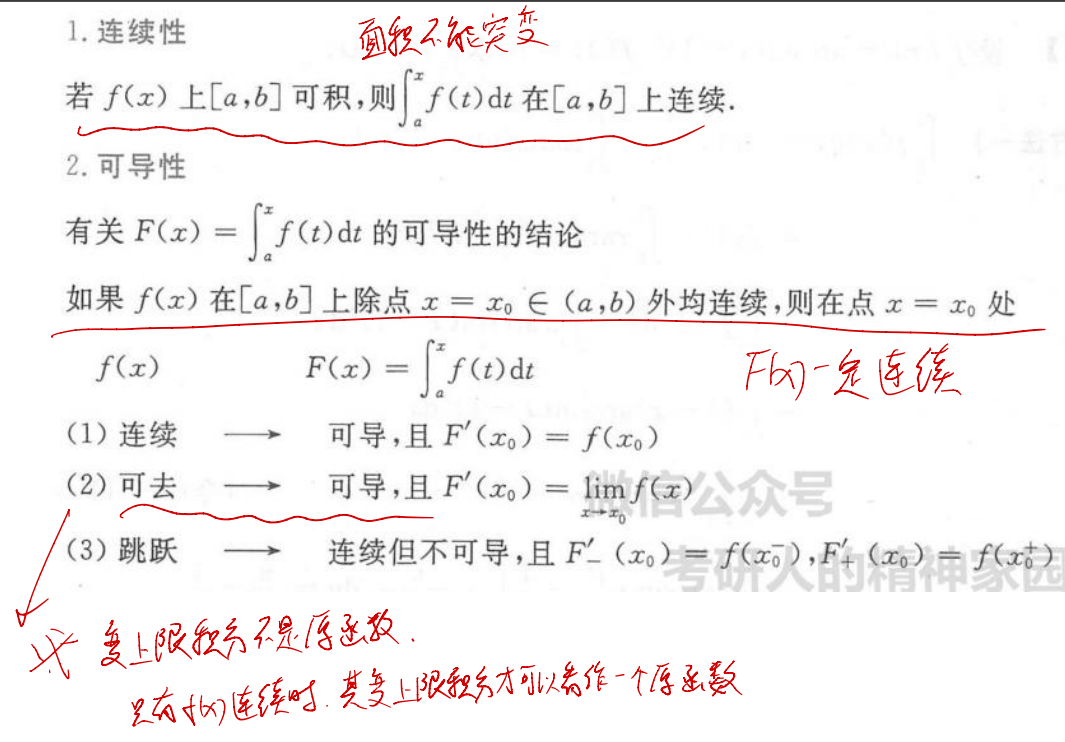 1. 连续性
面积不能突变
若 f(x) 上[a,b] 可积,则∫ₐˣ f(t)dt 在[a,b] 上连续.
2. 可导性
有关 F(x) = ∫ₐˣ f(t)dt 的可导性的结论
如果 f(x) 在[a,b] 上除点 x = x₀ ∈ (a,b) 外均连续,则在点 x = x₀ 处
f(x) F(x) = ∫ₐˣ f(t)dt
F(x)一定连续
(1) 连续 → 可导,且 F′(x₀) = f(x₀)
(2) 可去 → 可导,且 F′(x₀) = lim_{x→x₀} f(x)
微信公众号
(3) 跳跃 → 连续但不可导,且 F′₋(x₀) = f(x₀⁻),F′₊(x₀) = f(x₀⁺)
考研人的精神家园
变上限积分不是原函数.
只有f(x)连续时.其变上限积分才可以看作一个原函数